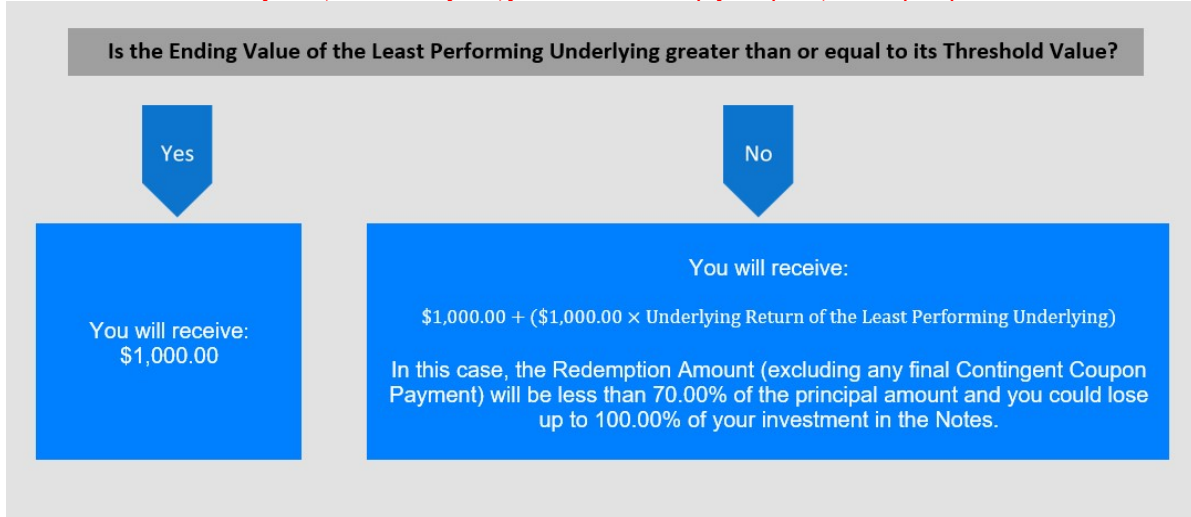 Is the Ending Value of the Least Performing Underlying greater than or equal to its Threshold Value?
Yes
No
You will receive:
$1,000.00
You will receive:
$1,000.00 + ($1,000.00 × Underlying Return of the Least Performing Underlying)
In this case, the Redemption Amount (excluding any final Contingent Coupon
Payment) will be less than 70.00% of the principal amount and you could lose
up to 100.00% of your investment in the Notes.